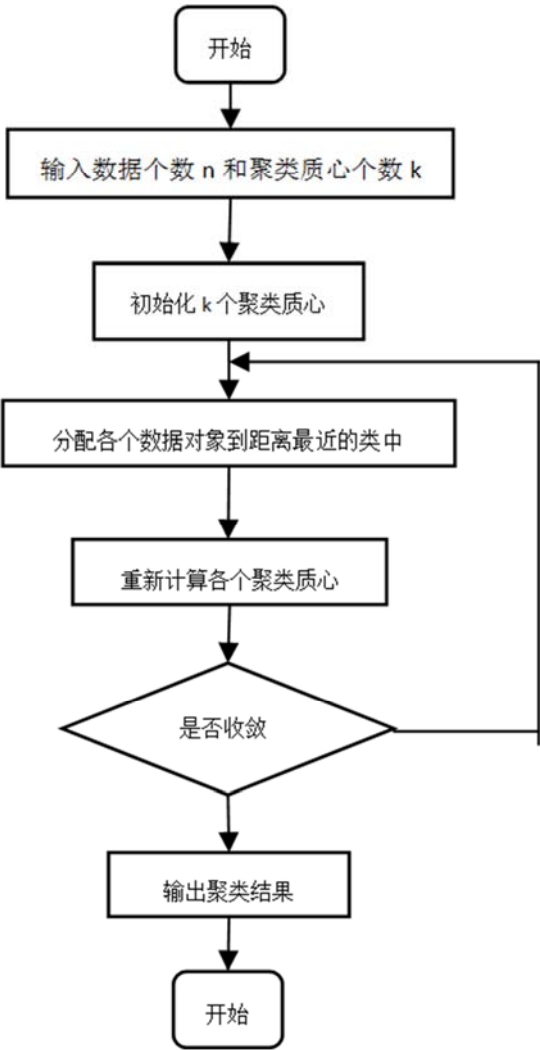 开始
输入数据个数 n 和聚类质心个数 k
初始化 k 个聚类质心
分配各个数据对象到距离最近的类中
重新计算各个聚类质心
是否收敛
输出聚类结果
开始